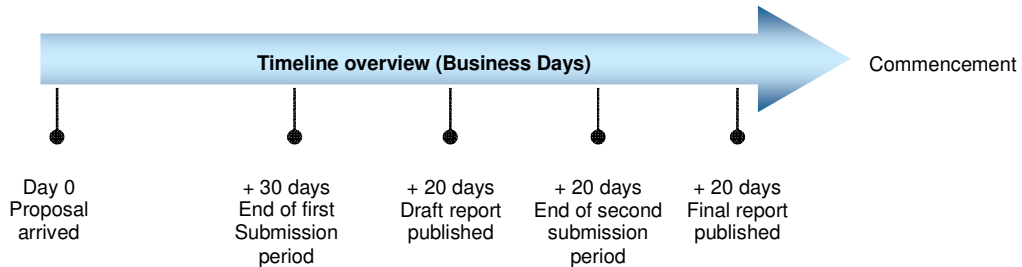 Timeline overview (Business Days)
Commencement
Day 0
Proposal
arrived
+ 30 days
End of first
Submission
period
+ 20 days
Draft report
published
+ 20 days
End of second
submission
period
+ 20 days
Final report
published